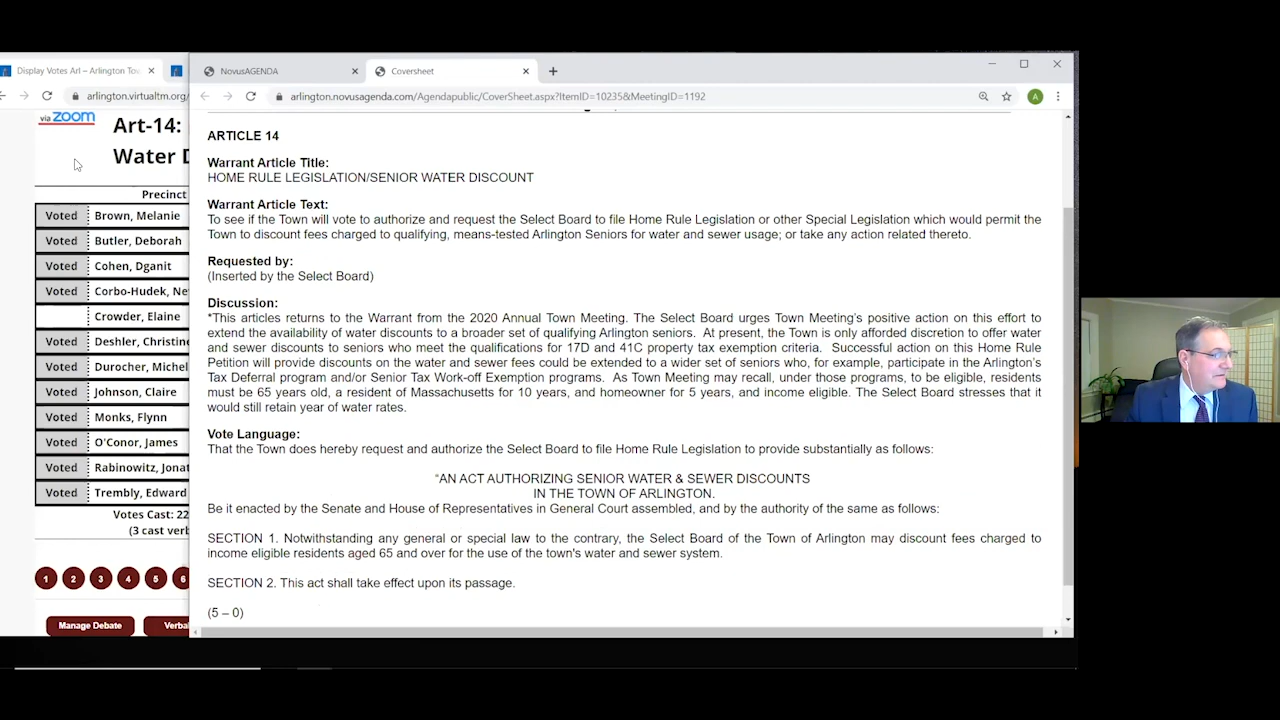 Display Votes Arl – Arlington To
arlington.virtualtm.org/
via zoom
Art-14:
Water D
Precinct
Voted Brown, Melanie
Voted Butler, Deborah
Voted Cohen, Dganit
Voted Corbo-Hudek, Ne
Crowder, Elaine
Voted Deshler, Christine
Voted Durocher, Michel
Voted Johnson, Claire
Voted Monks, Flynn
Voted O'Conor, James
Voted Rabinowitz, Jonat
Voted Trembly, Edward
Votes Cast: 22
(3 cast verb
1 2 3 4 5 6
Manage Debate Verba
NovusAGENDA Coversheet
arlington.novusagenda.com/Agendapublic/CoverSheet.aspx?ItemID=10235&MeetingID=1192
A
ARTICLE 14
Warrant Article Title:
HOME RULE LEGISLATION/SENIOR WATER DISCOUNT
Warrant Article Text:
To see if the Town will vote to authorize and request the Select Board to file Home Rule Legislation or other Special Legislation which would permit the
Town to discount fees charged to qualifying, means-tested Arlington Seniors for water and sewer usage; or take any action related thereto.
Requested by:
(Inserted by the Select Board)
Discussion:
*This articles returns to the Warrant from the 2020 Annual Town Meeting. The Select Board urges Town Meeting's positive action on this effort to
extend the availability of water discounts to a broader set of qualifying Arlington seniors. At present, the Town is only afforded discretion to offer water
and sewer discounts to seniors who meet the qualifications for 17D and 41C property tax exemption criteria. Successful action on this Home Rule
Petition will provide discounts on the water and sewer fees could be extended to a wider set of seniors who, for example, participate in the Arlington's
Tax Deferral program and/or Senior Tax Work-off Exemption programs. As Town Meeting may recall, under those programs, to be eligible, residents
must be 65 years old, a resident of Massachusetts for 10 years, and homeowner for 5 years, and income eligible. The Select Board stresses that it
would still retain year of water rates.
Vote Language:
That the Town does hereby request and authorize the Select Board to file Home Rule Legislation to provide substantially as follows:
"AN ACT AUTHORIZING SENIOR WATER & SEWER DISCOUNTS
IN THE TOWN OF ARLINGTON.
Be it enacted by the Senate and House of Representatives in General Court assembled, and by the authority of the same as follows:
SECTION 1. Notwithstanding any general or special law to the contrary, the Select Board of the Town of Arlington may discount fees charged to
income eligible residents aged 65 and over for the use of the town's water and sewer system.
SECTION 2. This act shall take effect upon its passage.
(5 – 0)